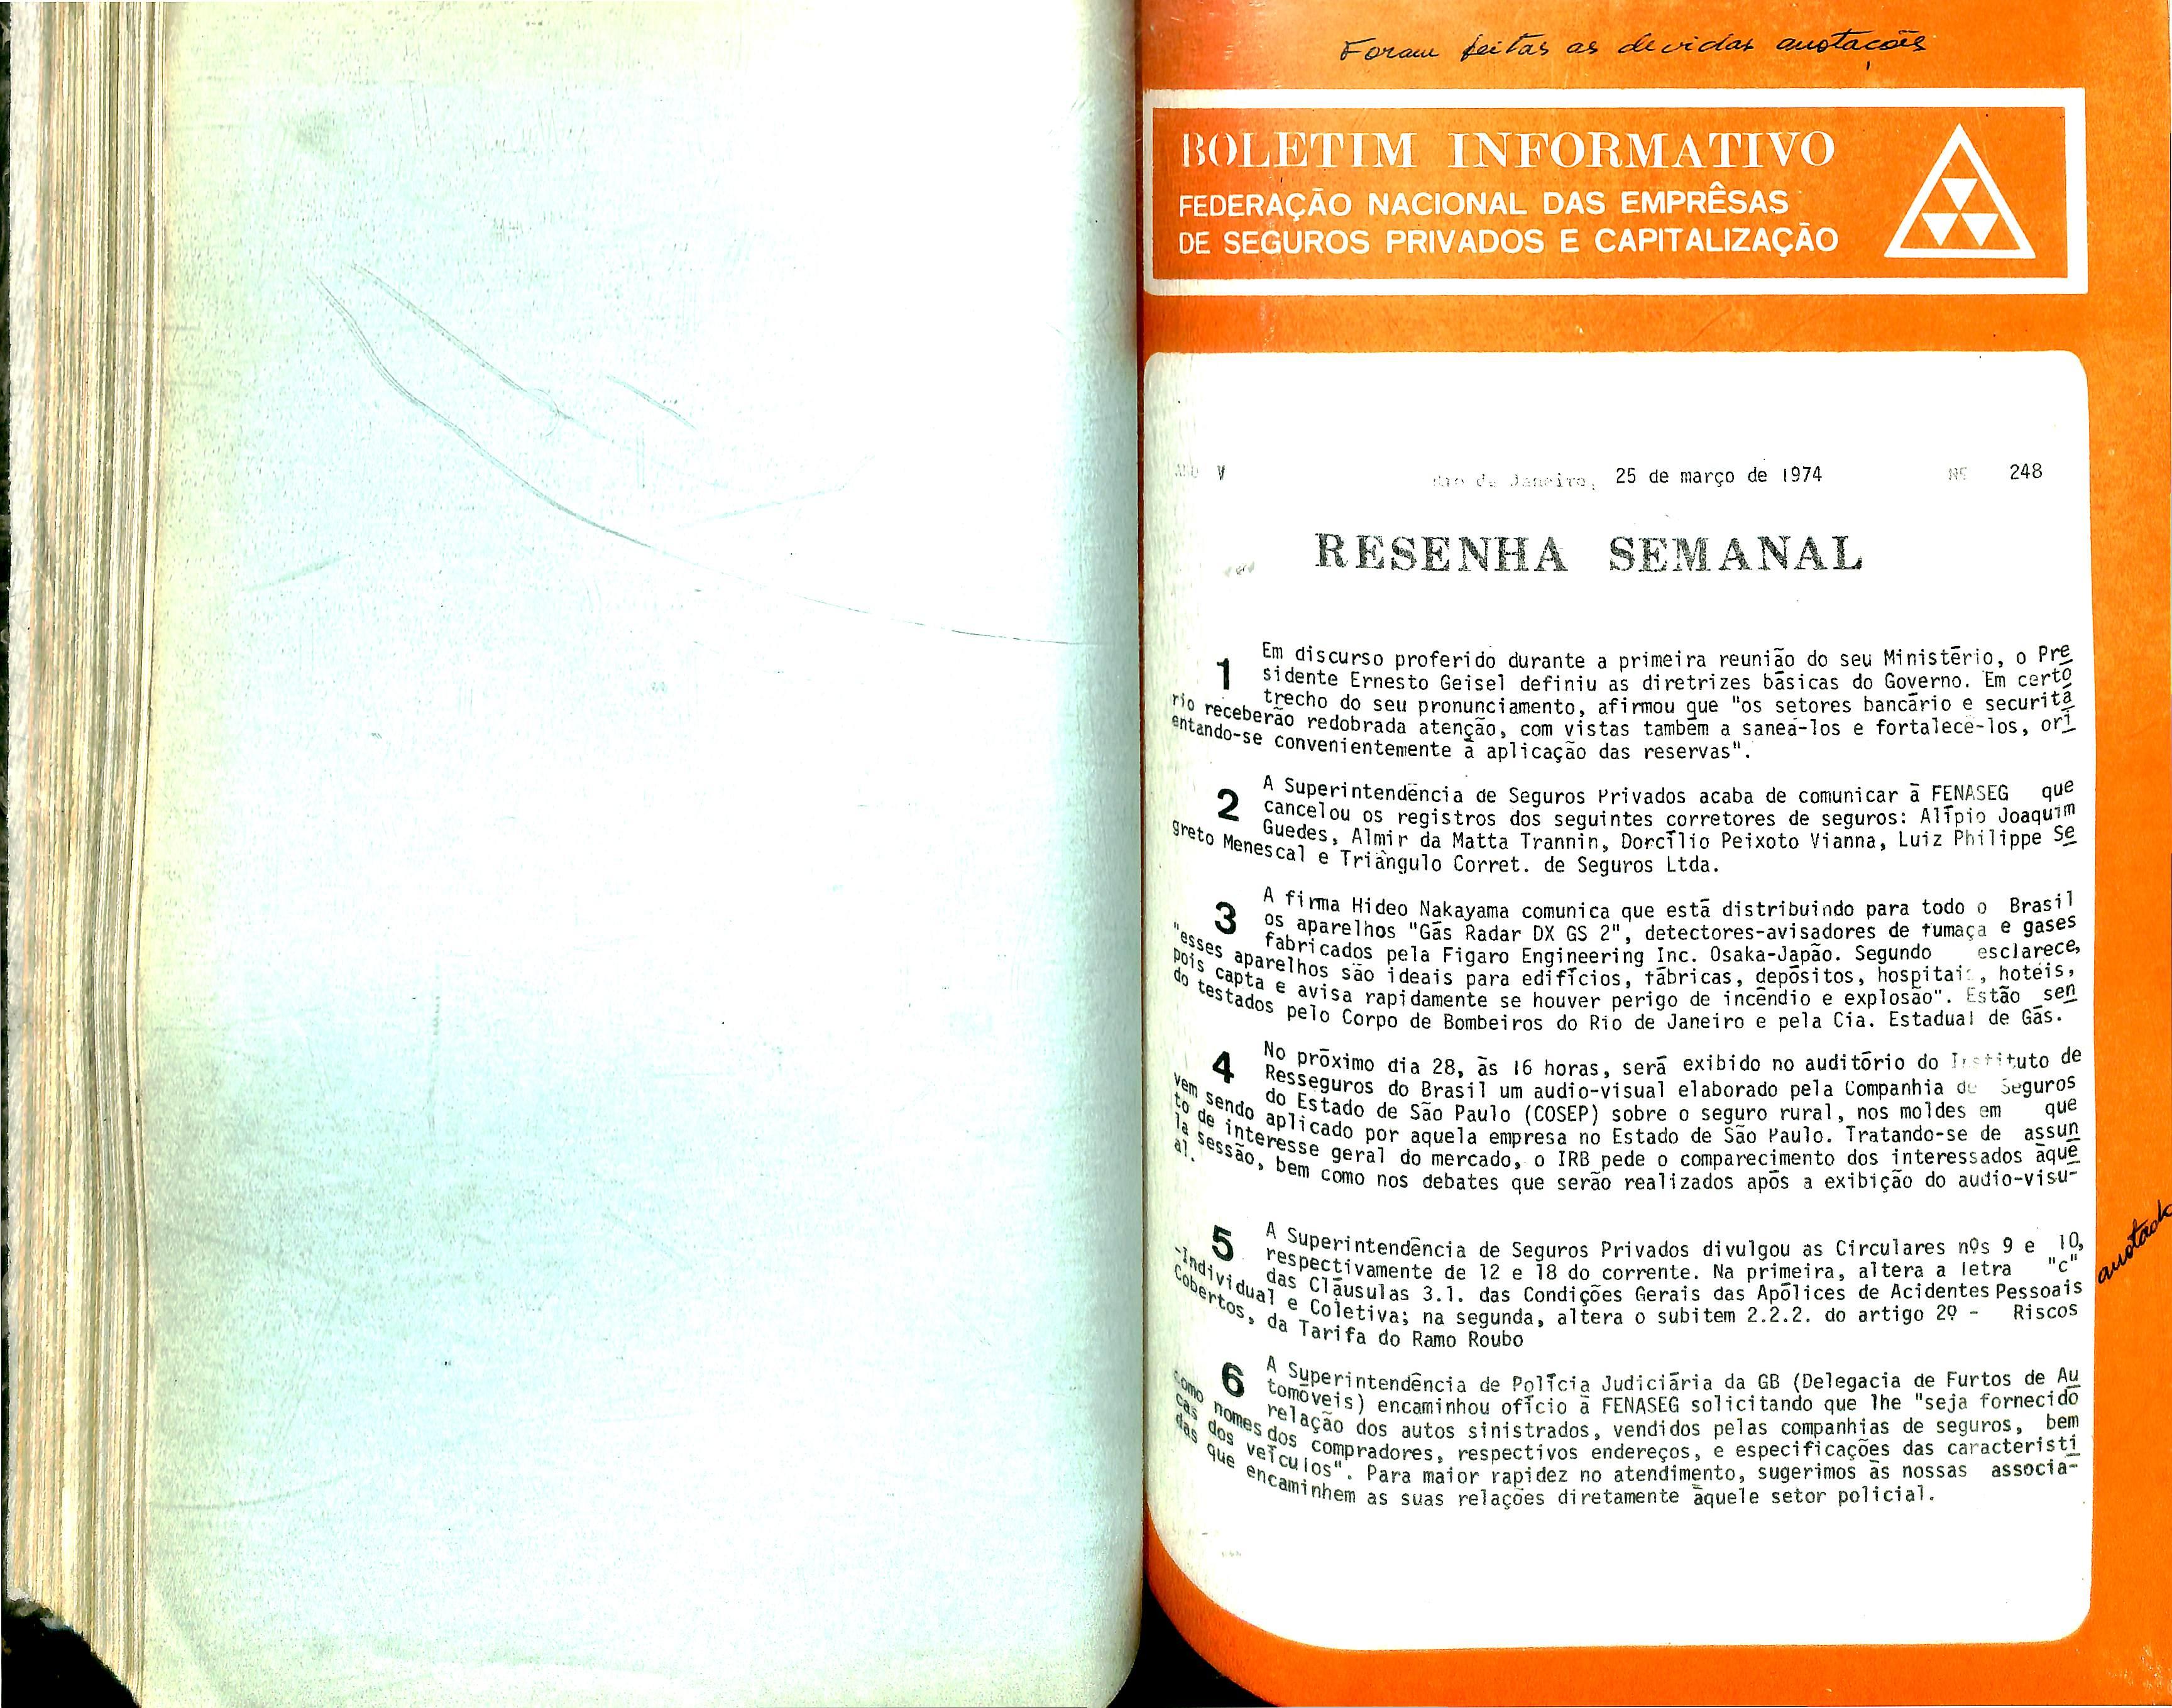 Foram feitas as devidas anotações
BOLETIM INFORMATIVO
FEDERAÇÃO NACIONAL DAS EMPRÊSAS
DE SEGUROS PRIVADOS E CAPITALIZAÇÃO
ANO V Rio de Janeiro, 25 de março de 1974 Nº 248
RESENHA SEMANAL
1 Em discurso proferido durante a primeira reunião do seu Ministério, o Pre
sidente Ernesto Geisel definiu as diretrizes básicas do Governo. Em certo
trecho do seu pronunciamento, afirmou que "os setores bancário e securitá
rio receberão redobrada atenção, com vistas também a saneá-los e fortalecê-los, ori
entando-se convenientemente à aplicação das reservas".
2 A Superintendência de Seguros Privados acaba de comunicar à FENASEG que
cancelou os registros dos seguintes corretores de seguros: Alípio Joaquim
Guedes, Almir da Matta Trannin, Dorcílio Peixoto Vianna, Luiz Philippe Se
greto Menescal e Triângulo Corret. de Seguros Ltda.
3 A firma Hideo Nakayama comunica que está distribuindo para todo o Brasil
os aparelhos "Gás Radar DX GS 2", detectores-avisadores de fumaça e gases
fabricados pela Figaro Engineering Inc. Osaka-Japão. Segundo esclarece,
"esses aparelhos são ideais para edifícios, fábricas, depósitos, hospitais, hotéis,
pois capta e avisa rapidamente se houver perigo de incêndio e explosão". Estão sen
do testados pelo Corpo de Bombeiros do Rio de Janeiro e pela Cia. Estadual de Gás.
4 No próximo dia 28, às 16 horas, será exibido no auditório do Instituto de
Resseguros do Brasil um audio-visual elaborado pela Companhia de Seguros
do Estado de São Paulo (COSEP) sobre o seguro rural, nos moldes em que
vem sendo aplicado por aquela empresa no Estado de São Paulo. Tratando-se de assun
to de interesse geral do mercado, o IRB pede o comparecimento dos interessados àque
la sessão, bem como nos debates que serão realizados após a exibição do audio-visu-
al.
5 A Superintendência de Seguros Privados divulgou as Circulares nºs 9 e 10,
respectivamente de 12 e 18 do corrente. Na primeira, altera a letra "c"
das Cláusulas 3.1. das Condições Gerais das Apólices de Acidentes Pessoais
-Individual e Coletiva; na segunda, altera o subitem 2.2.2. do artigo 2º - Riscos
Cobertos, da Tarifa do Ramo Roubo
anotado
6 A Superintendência de Polícia Judiciária da GB (Delegacia de Furtos de Au
tomóveis) encaminhou ofício à FENASEG solicitando que lhe "seja fornecido
relação dos autos sinistrados, vendidos pelas companhias de seguros, bem
como nomes dos compradores, respectivos endereços, e especificações das característi
cas dos veículos". Para maior rapidez no atendimento, sugerimos às nossas associa-
das que encaminhem as suas relações diretamente àquele setor policial.